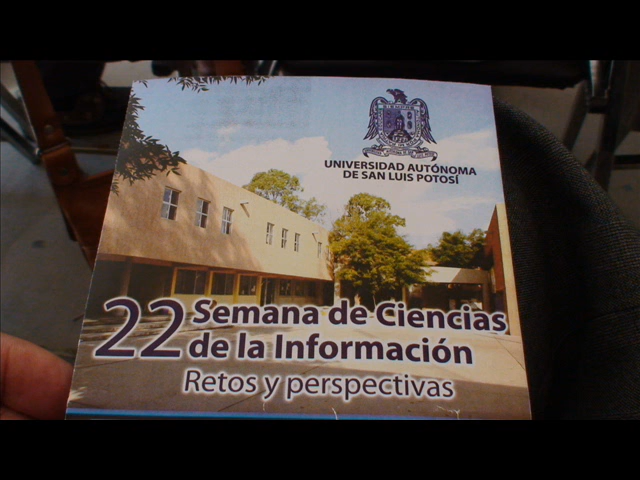 UNIVERSIDAD AUTÓNOMA
DE SAN LUIS POTOSÍ
22 Semana de Ciencias
de la Información
Retos y perspectivas